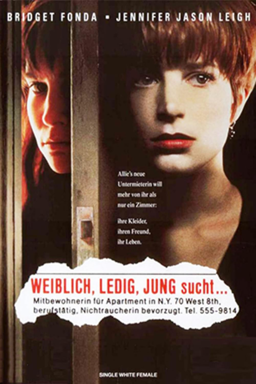 BRIDGET FONDA · JENNIFER JASON LEIGH
Allie's neue
Untermieterin will
mehr von ihr als
nur ein Zimmer:
ihre Kleider,
ihren Freund,
ihr Leben.
WEIBLICH, LEDIG, JUNG sucht...
Mitbewohnerin für Apartment in N.Y. 70 West 8th,
berufstätig, Nichtraucherin bevorzugt. Tel. 555-9814
SINGLE WHITE FEMALE